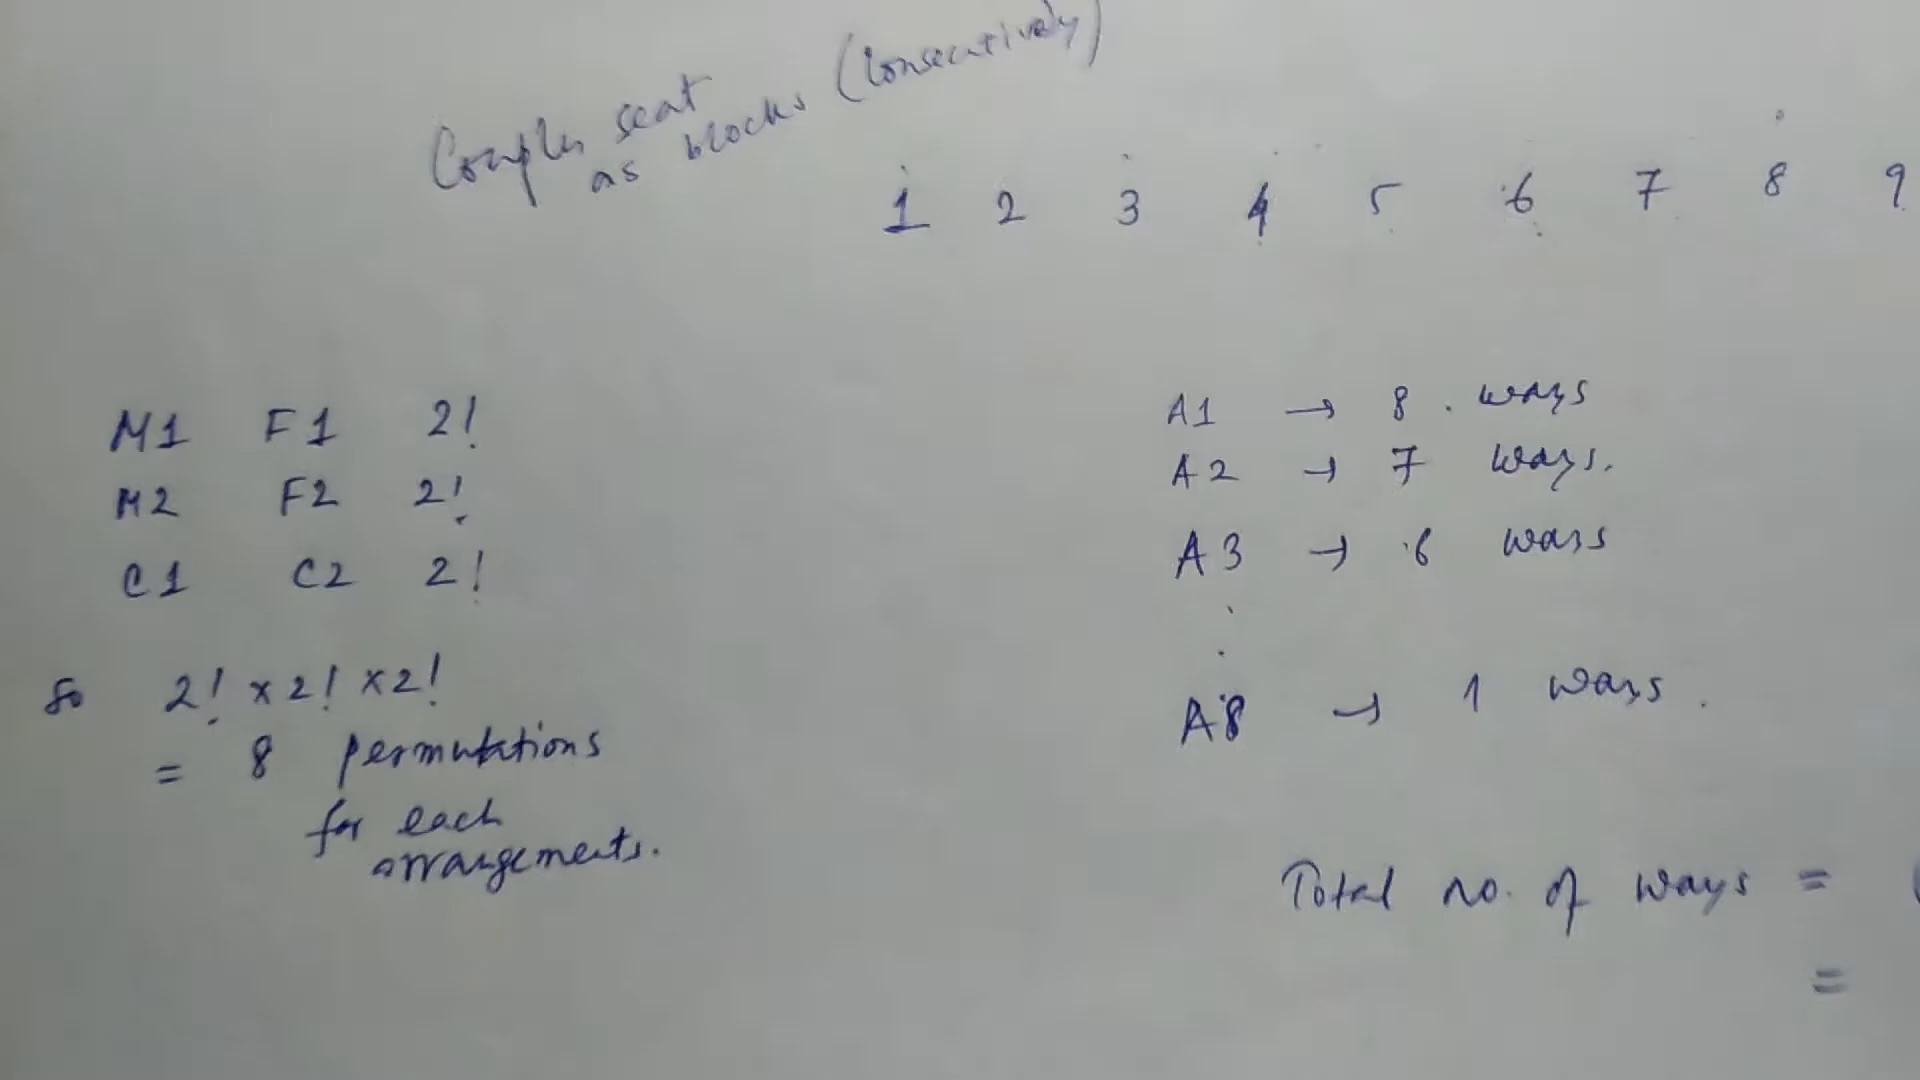 Couples seat
as blocks (Consecutively)
1 2 3 4 5 6 7 8 9
M1 F1 2!
M2 F2 2!
C1 C2 2!
So 2! x 2! x 2!
= 8 permutations
for each
arrangements.
A1 → 8 . ways
A2 → 7 ways.
A3 → 6 ways
.
.
A8 → 1 ways.
Total no. of ways =
=